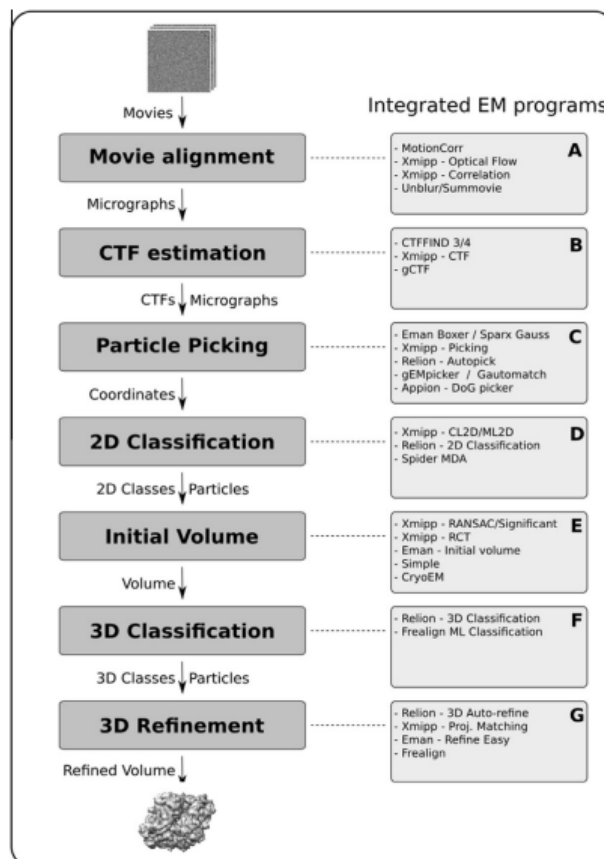 Integrated EM programs
Movies
Movie alignment
- MotionCorr
- Xmipp - Optical Flow
- Xmipp - Correlation
- Unblur/Summovie
A
Micrographs
CTF estimation
- CTFFIND 3/4
- Xmipp - CTF
- gCTF
B
CTFs Micrographs
Particle Picking
- Eman Boxer / Sparx Gauss
- Xmipp - Picking
- Relion - Autopick
- gEMpicker / Gautomatch
- Appion - DoG picker
C
Coordinates
2D Classification
- Xmipp - CL2D/ML2D
- Relion - 2D Classification
- Spider MDA
D
2D Classes Particles
Initial Volume
- Xmipp - RANSAC/Significant
- Xmipp - RCT
- Eman - Initial volume
- Simple
- CryoEM
E
Volume
3D Classification
- Relion - 3D Classification
- Frealign ML Classification
F
3D Classes Particles
3D Refinement
- Relion - 3D Auto-refine
- Xmipp - Proj. Matching
- Eman - Refine Easy
- Frealign
G
Refined Volume